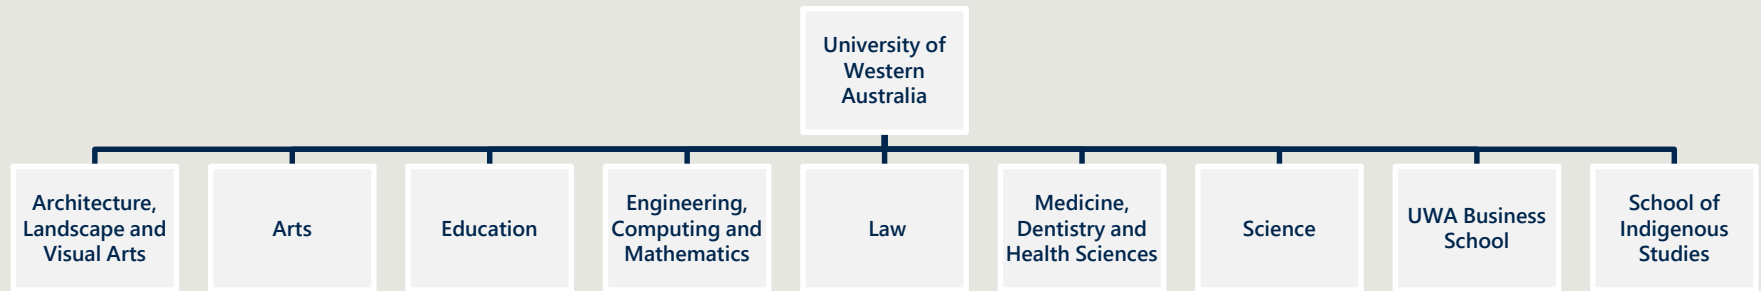 University of
Western
Australia
Architecture,
Landscape and
Visual Arts
Arts
Education
Engineering,
Computing and
Mathematics
Law
Medicine,
Dentistry and
Health Sciences
Science
UWA Business
School
School of
Indigenous
Studies